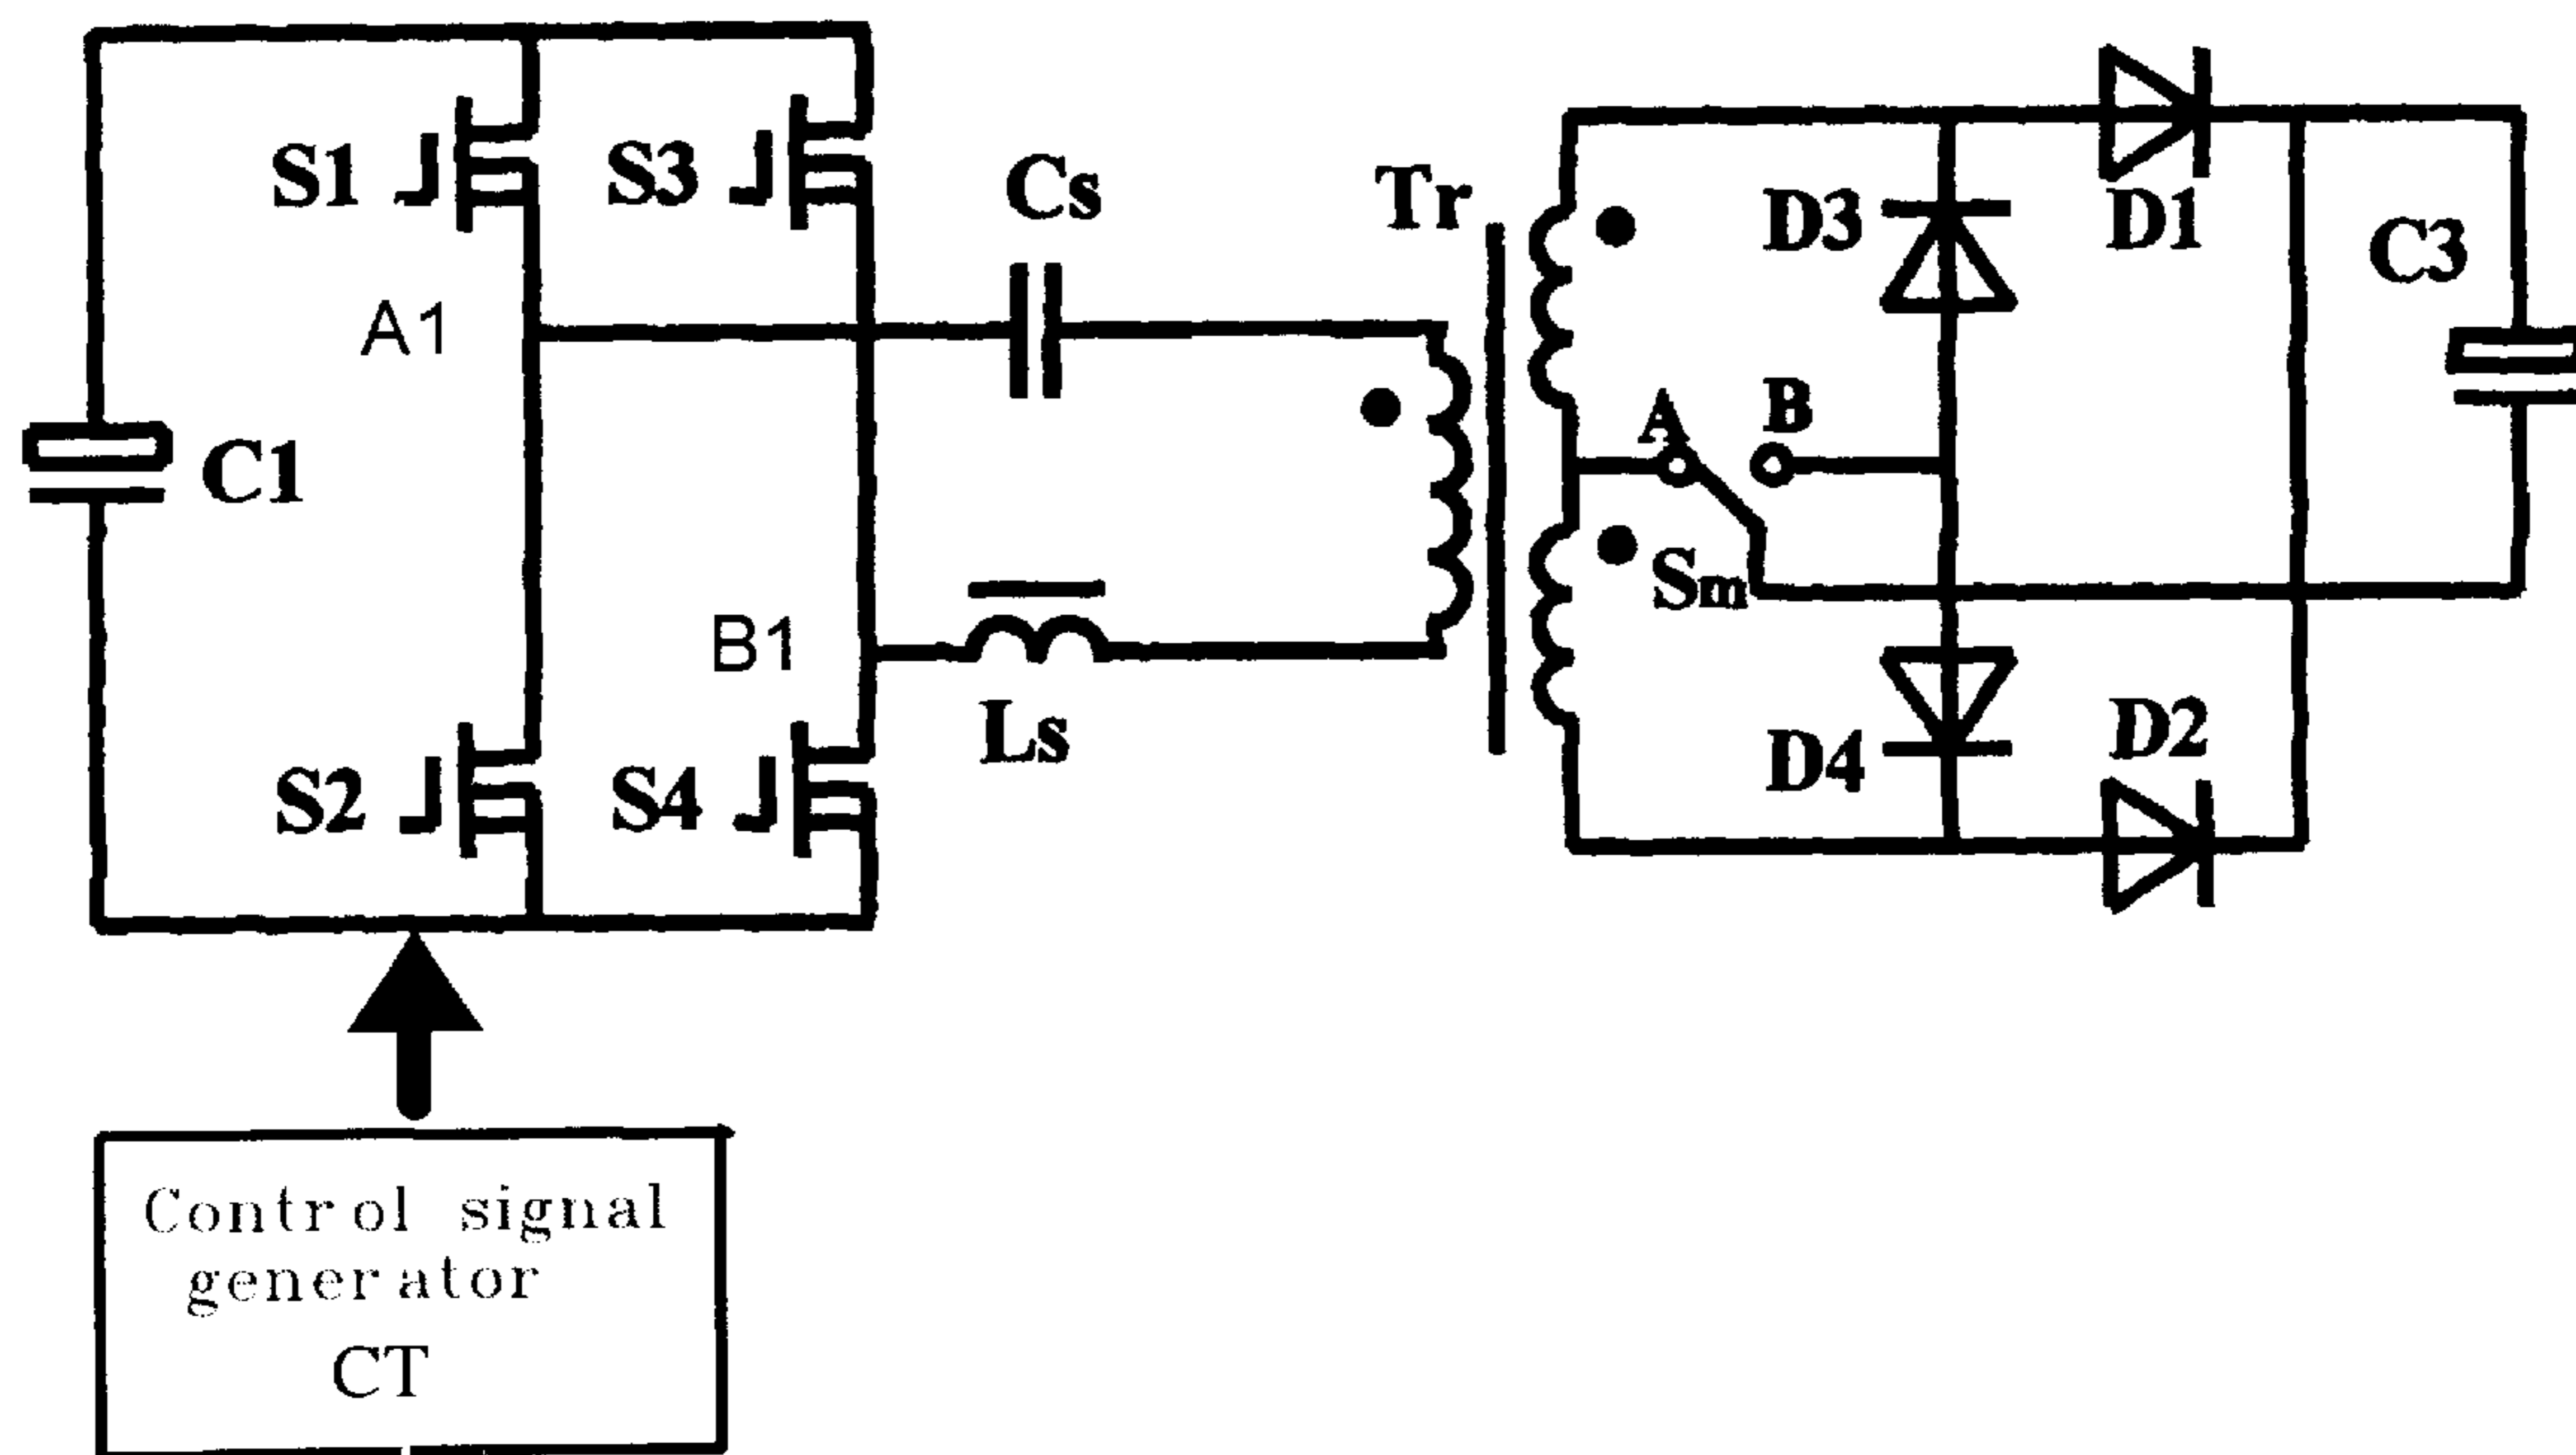 S1
S3
Cs
Tr
D3
D1
C3
A1
A
B
C1
Sm
B1
Ls
D2
D4
S2
S4
Control signal
generator
CT